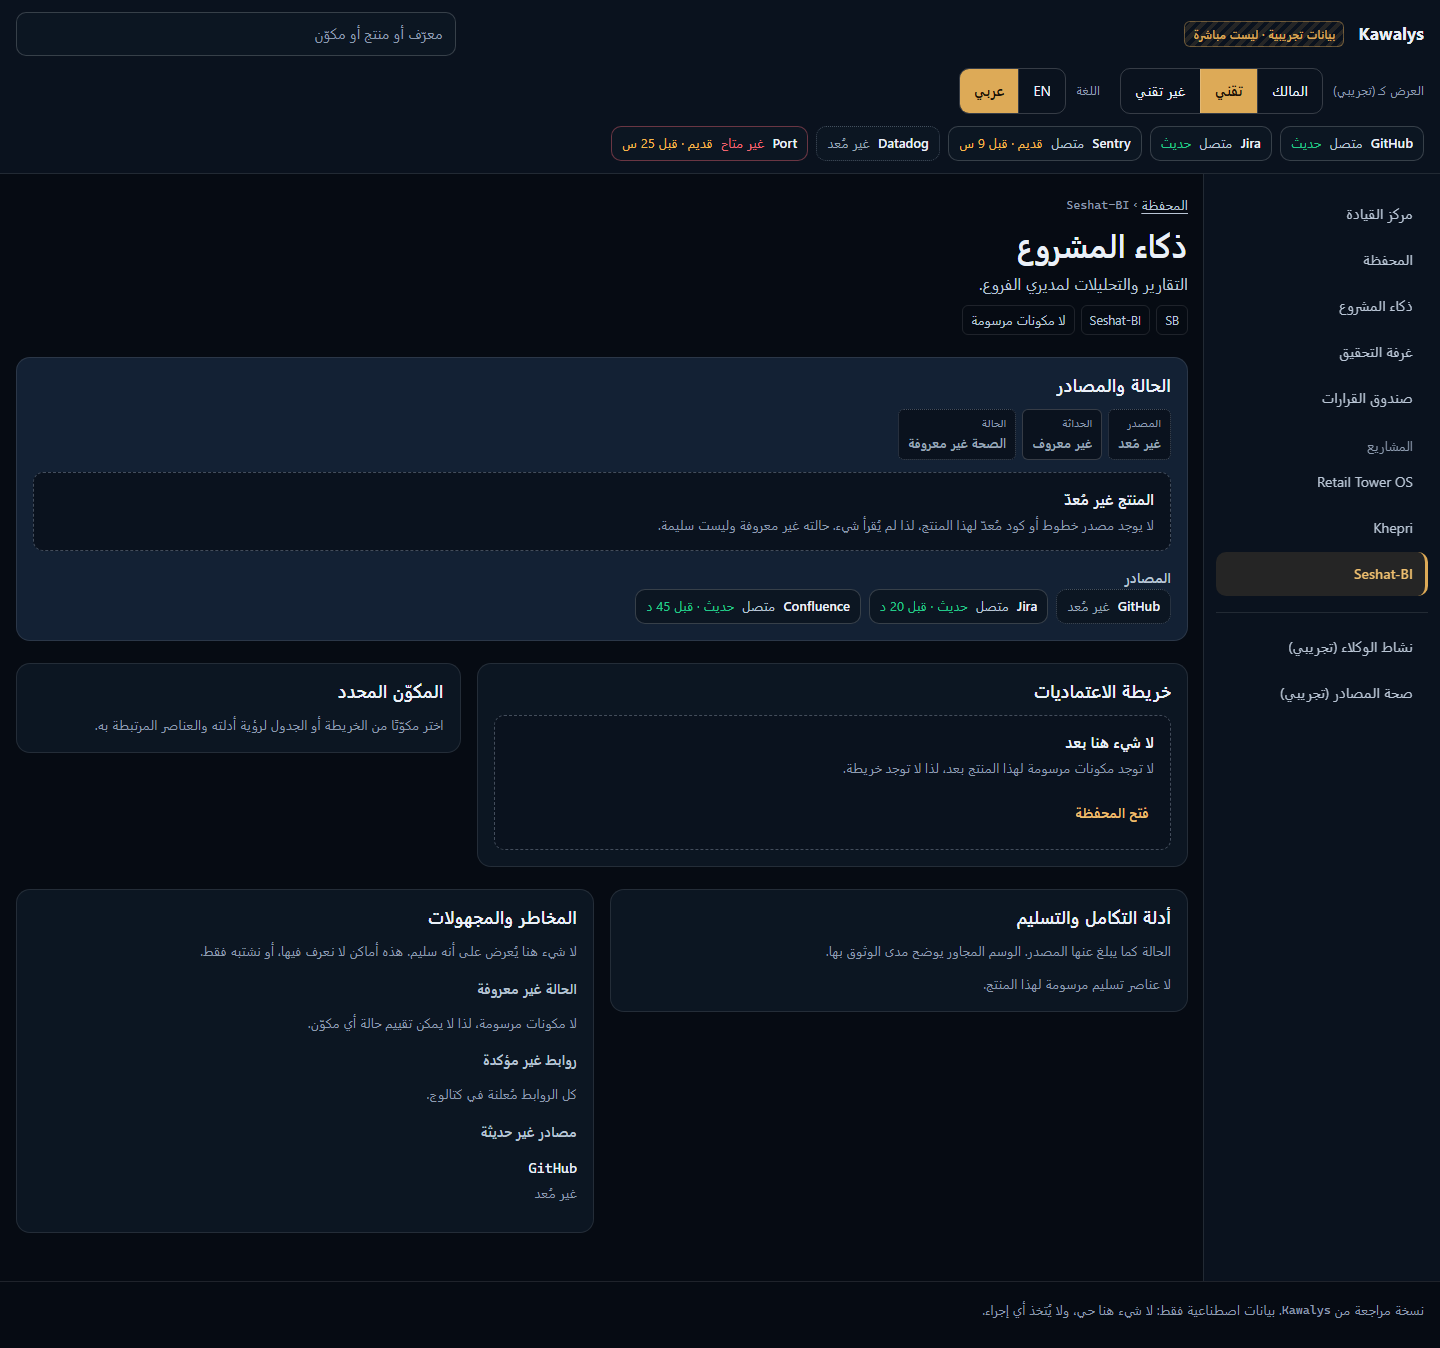 Kawalys
بيانات تجريبية · ليست مباشرة
معرّف أو منتج أو مكوّن
العرض كـ (تجريبي)
المالك
تقني
غير تقني
اللغة
EN
عربي
GitHub متصل حديث
Jira متصل حديث
Sentry متصل قديم · قبل 9 س
Datadog غير مُعد
Port غير متاح قديم · قبل 25 س
مركز القيادة
المحفظة
ذكاء المشروع
غرفة التحقيق
صندوق القرارات
المشاريع
Retail Tower OS
Khepri
Seshat-BI
نشاط الوكلاء (تجريبي)
صحة المصادر (تجريبي)
المحفظة › Seshat-BI
ذكاء المشروع
التقارير والتحليلات لمديري الفروع.
SB
Seshat-BI
لا مكونات مرسومة
الحالة والمصادر
المصدر
غير مُعد
الحداثة
غير معروف
الحالة
الصحة غير معروفة
المنتج غير مُعدّ
لا يوجد مصدر خطوط أو كود مُعدّ لهذا المنتج، لذا لم يُقرأ شيء. حالته غير معروفة وليست سليمة.
المصادر
GitHub غير مُعد
Jira متصل حديث · قبل 20 د
Confluence متصل حديث · قبل 45 د
خريطة الاعتماديات
لا شيء هنا بعد
لا توجد مكونات مرسومة لهذا المنتج بعد، لذا لا توجد خريطة.
فتح المحفظة
المكوّن المحدد
اختر مكوّنًا من الخريطة أو الجدول لرؤية أدلته والعناصر المرتبطة به.
أدلة التكامل والتسليم
الحالة كما يبلغ عنها المصدر. الوسم المجاور يوضح مدى الوثوق بها.
لا عناصر تسليم مرسومة لهذا المنتج.
المخاطر والمجهولات
لا شيء هنا يُعرض على أنه سليم. هذه أماكن لا نعرف فيها، أو نشتبه فقط.
الحالة غير معروفة
لا مكونات مرسومة، لذا لا يمكن تقييم حالة أي مكوّن.
روابط غير مؤكدة
كل الروابط مُعلنة في كتالوج.
مصادر غير حديثة
GitHub
غير مُعد
نسخة مراجعة من Kawalys. بيانات اصطناعية فقط: لا شيء هنا حي، ولا يُتخذ أي إجراء.